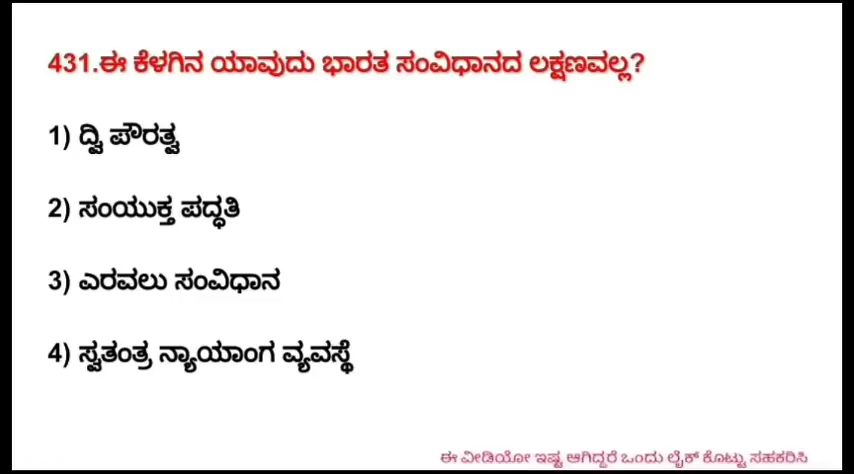 431.ಈ ಕೆಳಗಿನ ಯಾವುದು ಭಾರತ ಸಂವಿಧಾನದ ಲಕ್ಷಣವಲ್ಲ?
1) ದ್ವಿ ಪೌರತ್ವ
2) ಸಂಯುಕ್ತ ಪದ್ಧತಿ
3) ಎರವಲು ಸಂವಿಧಾನ
4) ಸ್ವತಂತ್ರ ನ್ಯಾಯಾಂಗ ವ್ಯವಸ್ಥೆ
ಈ ವೀಡಿಯೋ ಇಷ್ಟ ಆಗಿದ್ದರೆ ಒಂದು ಲೈಕ್ ಕೊಟ್ಟು ಸಹಕರಿಸಿ